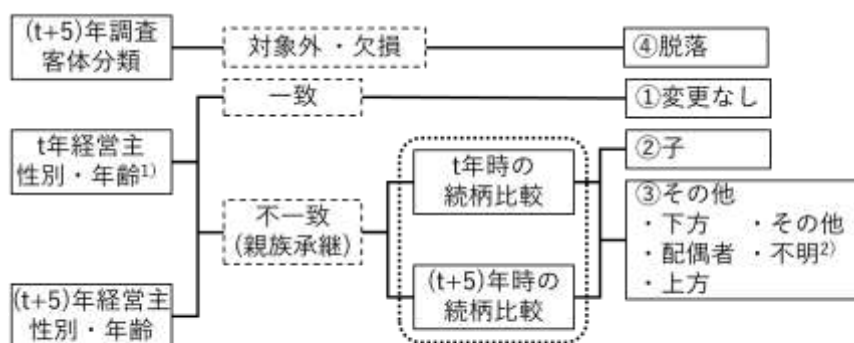 (t+5)年調査
客体分類
対象外・欠損
④脱落
一致
①変更なし
t年経営主
性別・年齢1)
t年時の
続柄比較
②子
不一致
(親族承継)
③その他
・下方 ・その他
・配偶者 ・不明2)
・上方
(t+5)年経営主
性別・年齢
(t+5)年時の
続柄比較